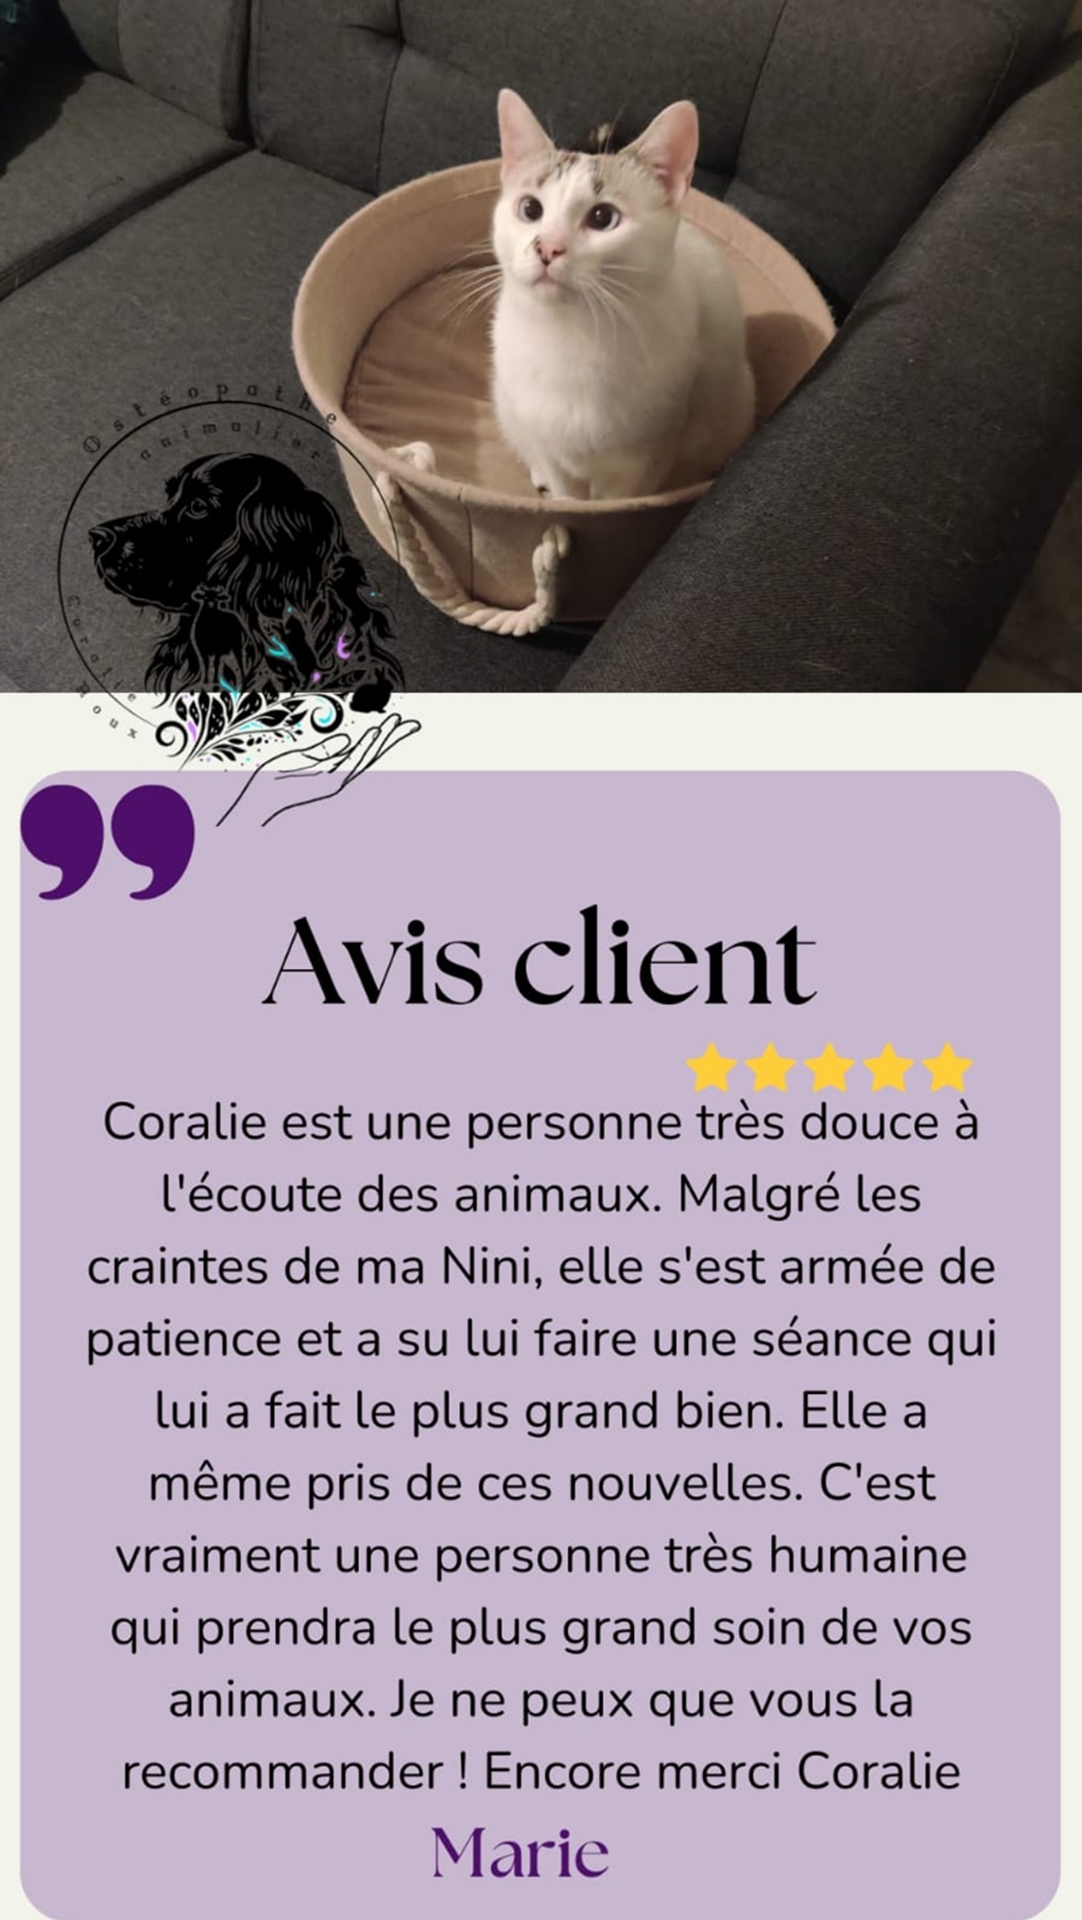 Ostéopathe
animalier
Coralie
Roux
Avis client
Coralie est une personne très douce à
l'écoute des animaux. Malgré les
craintes de ma Nini, elle s'est armée de
patience et a su lui faire une séance qui
lui a fait le plus grand bien. Elle a
même pris de ces nouvelles. C'est
vraiment une personne très humaine
qui prendra le plus grand soin de vos
animaux. Je ne peux que vous la
recommander ! Encore merci Coralie
Marie